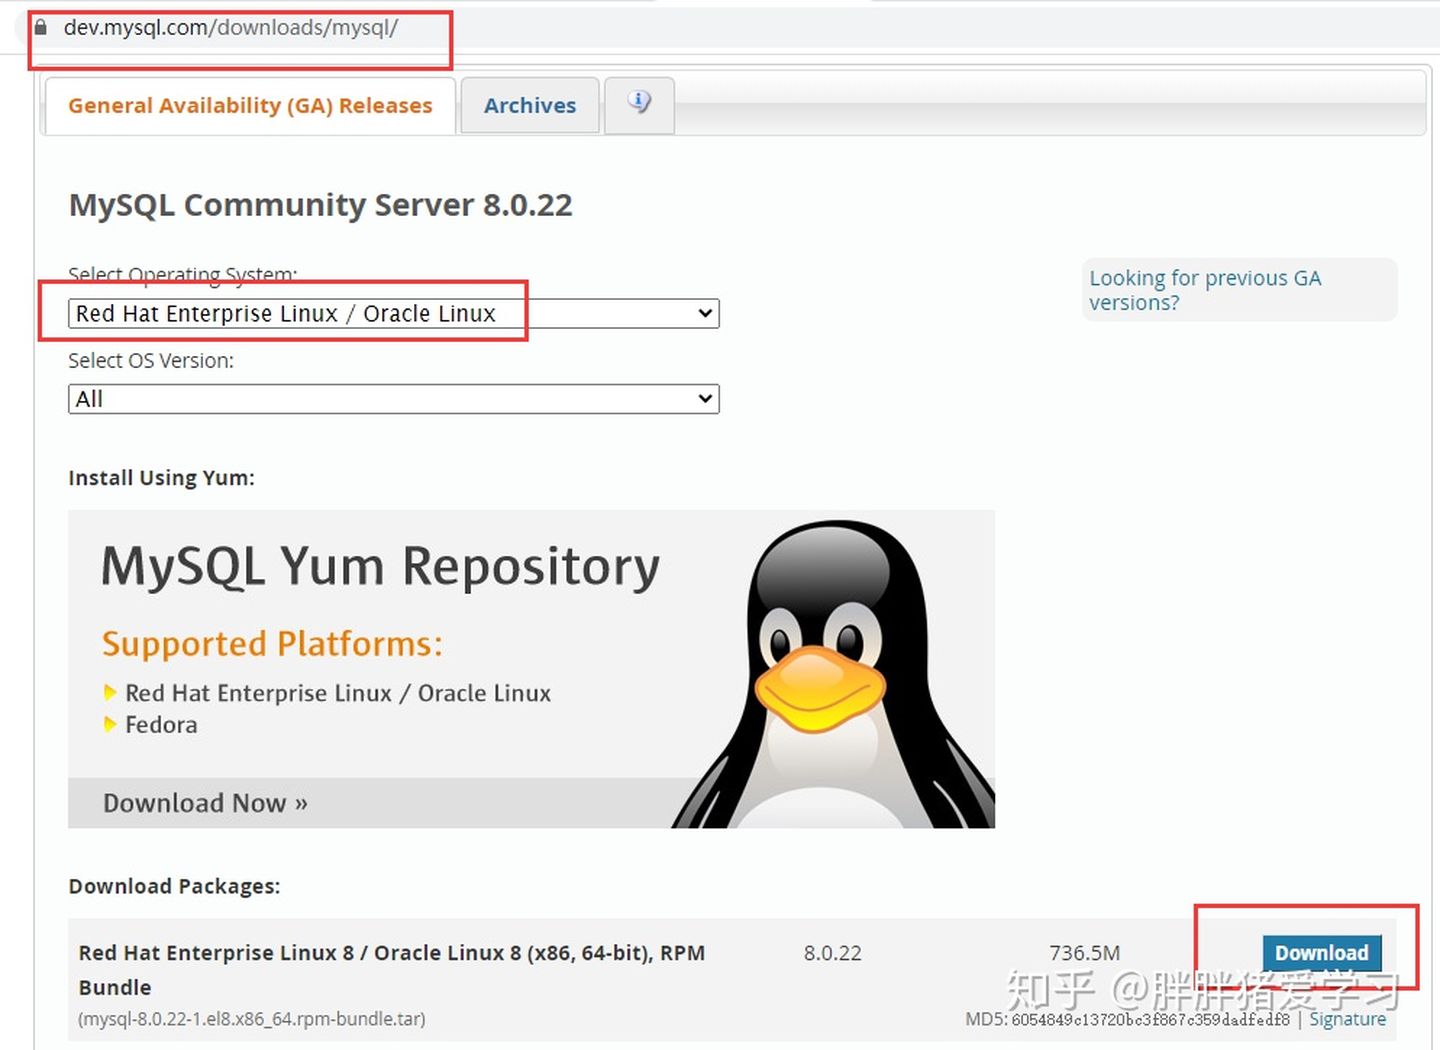 dev.mysql.com/downloads/mysql/
General Availability (GA) Releases
Archives
MySQL Community Server 8.0.22
Select Operating System:
Looking for previous GA
versions?
Red Hat Enterprise Linux / Oracle Linux
Select OS Version:
All
Install Using Yum:
MySQL Yum Repository
Supported Platforms:
Red Hat Enterprise Linux / Oracle Linux
Fedora
Download Now »
Download Packages:
Red Hat Enterprise Linux 8 / Oracle Linux 8 (x86, 64-bit), RPM
Bundle
8.0.22
736.5M
Download
(mysql-8.0.22-1.el8.x86_64.rpm-bundle.tar)
MD5: 6054849c13720bc3f867c359dadfedf8 | Signature
知乎 @胖胖猪爱学习